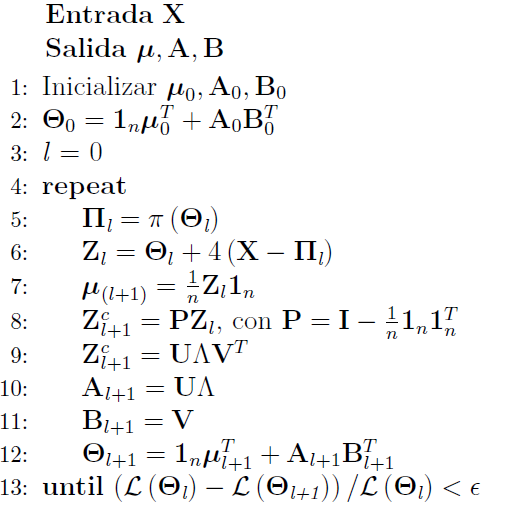 Entrada X
Salida μ, A, B
1: Inicializar μ₀, A₀, B₀
2: Θ₀ = 1ₙμ₀ᵀ + A₀B₀ᵀ
3: l = 0
4: repeat
5: Πₗ = π (Θₗ)
6: Zₗ = Θₗ + 4 (X − Πₗ)
7: μ₍ₗ₊₁₎ = 1/n Zₗ1ₙ
8: Zᶜₗ₊₁ = PZₗ, con P = I − 1/n 1ₙ1ₙᵀ
9: Zᶜₗ₊₁ = UΛVᵀ
10: Aₗ₊₁ = UΛ
11: Bₗ₊₁ = V
12: Θₗ₊₁ = 1ₙμᵀₗ₊₁ + Aₗ₊₁Bᵀₗ₊₁
13: until (ℒ (Θₗ) − ℒ (Θₗ₊₁)) /ℒ (Θₗ) < ϵ